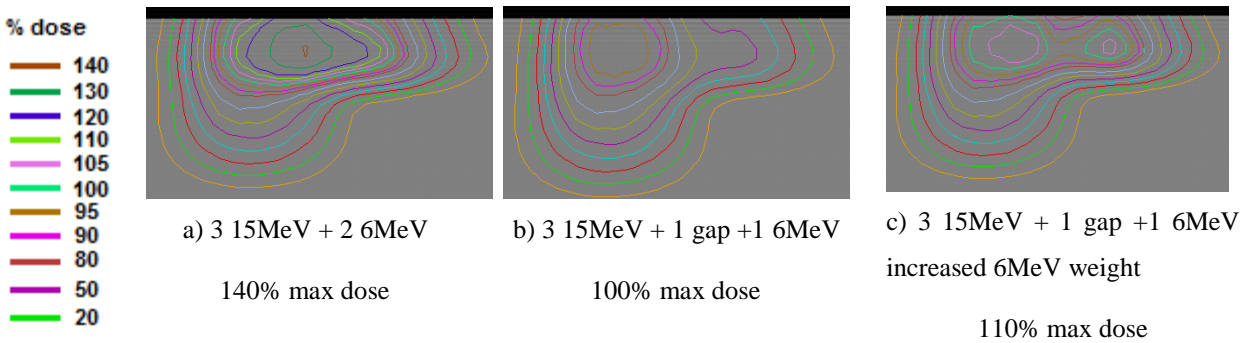 % dose
140
130
120
110
105
100
95
90
80
50
20
a) 3 15MeV + 2 6MeV
140% max dose
b) 3 15MeV + 1 gap +1 6MeV
100% max dose
c) 3 15MeV + 1 gap +1 6MeV
increased 6MeV weight
110% max dose